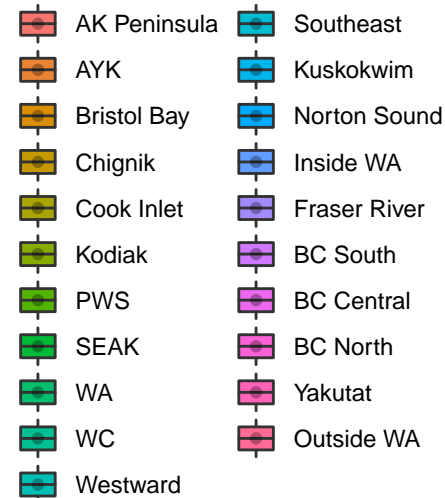 AK Peninsula
AYK
Bristol Bay
Chignik
Cook Inlet
Kodiak
PWS
SEAK
WA
WC
Westward
Southeast
Kuskokwim
Norton Sound
Inside WA
Fraser River
BC South
BC Central
BC North
Yakutat
Outside WA